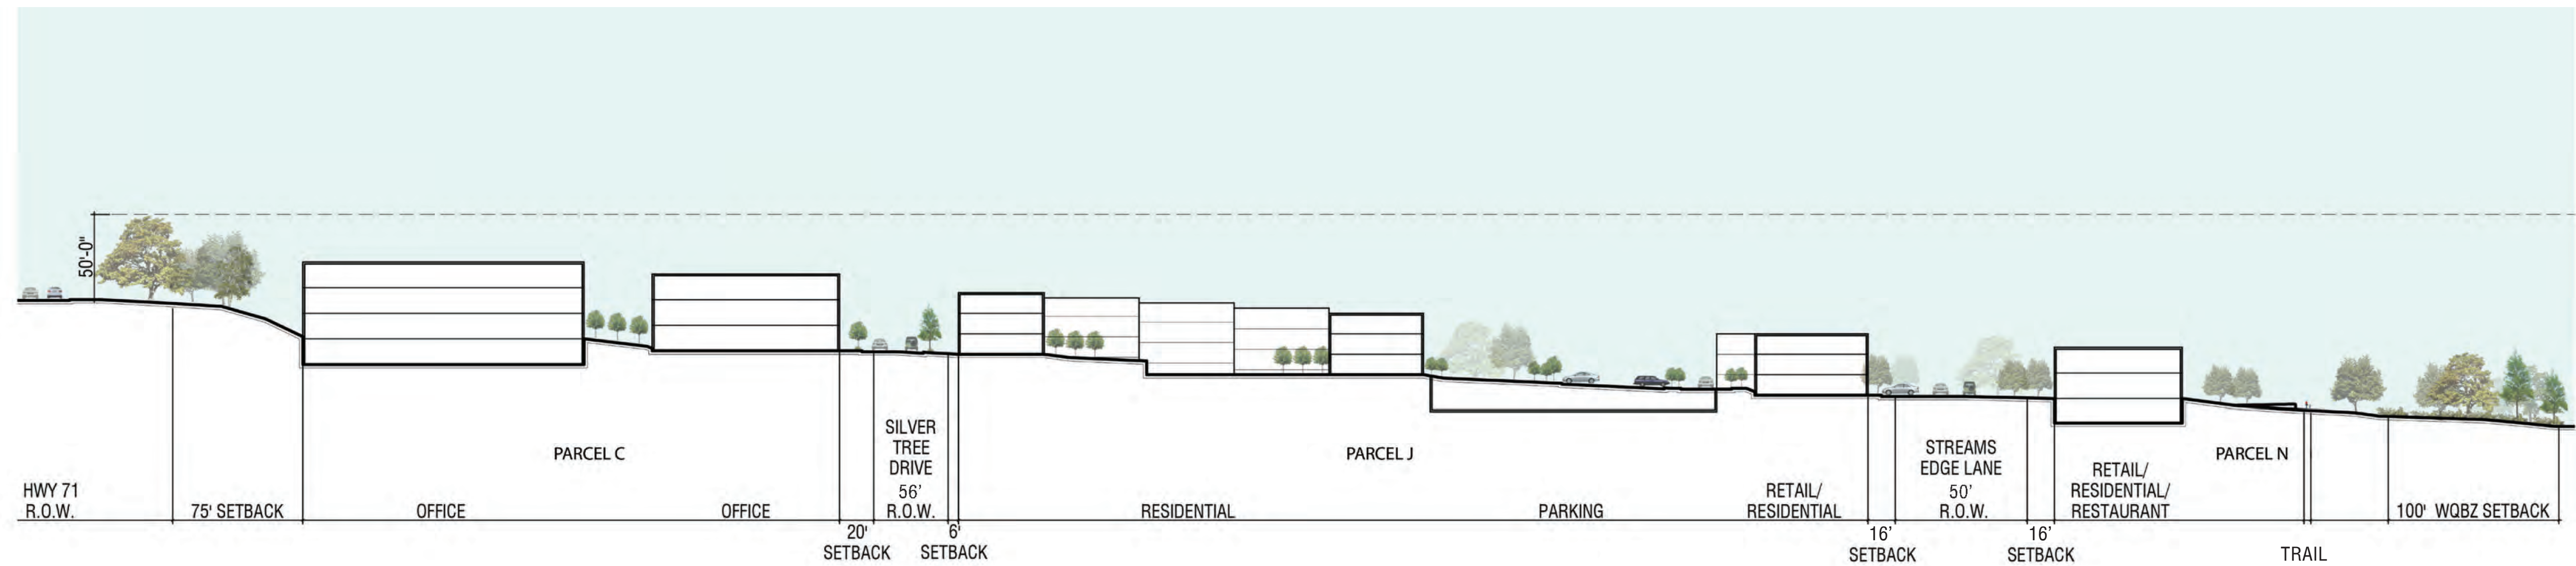 50'-0"
PARCEL C
SILVER
TREE
DRIVE
56'
R.O.W.
PARCEL J
STREAMS
EDGE LANE
50'
R.O.W.
PARCEL N
HWY 71
R.O.W.
75' SETBACK
OFFICE
OFFICE
RESIDENTIAL
PARKING
RETAIL/
RESIDENTIAL
RETAIL/
RESIDENTIAL/
RESTAURANT
100' WQBZ SETBACK
20'
SETBACK
6'
SETBACK
16'
SETBACK
16'
SETBACK
TRAIL